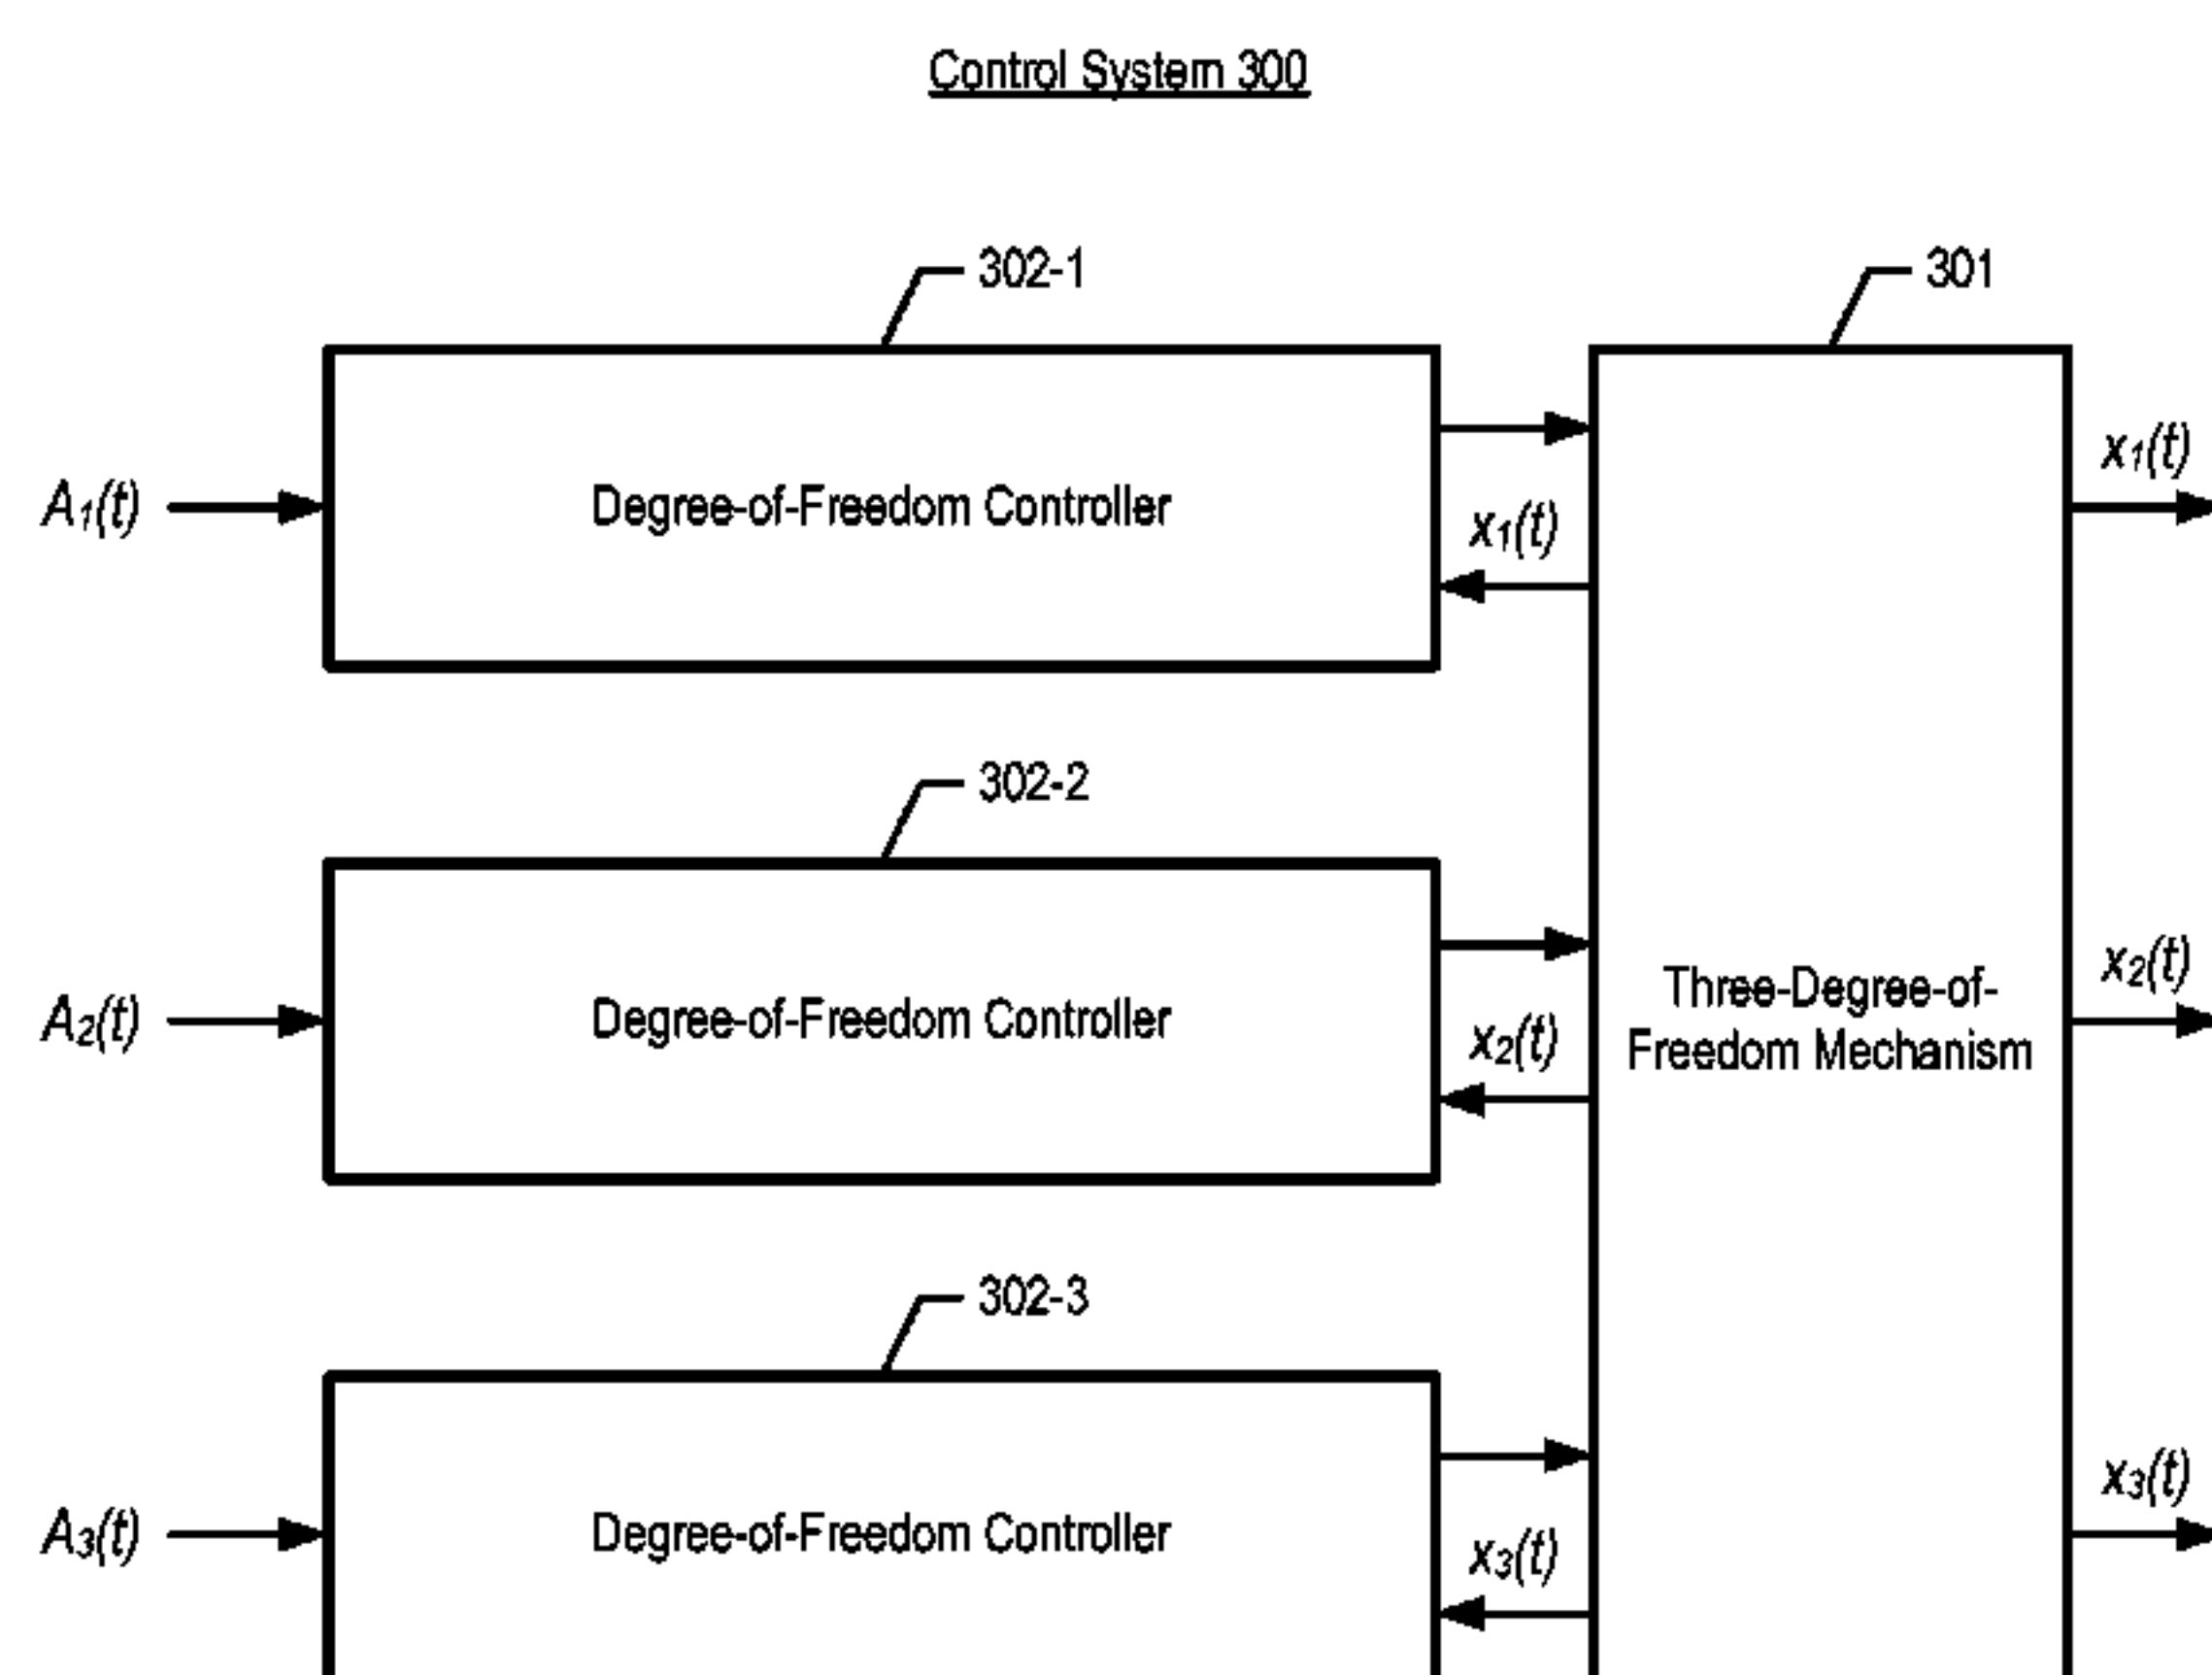 Control System 300
302-1
301
A1(t)
Degree-of-Freedom Controller
x1(t)
x1(t)
302-2
A2(t)
Degree-of-Freedom Controller
x2(t)
Three-Degree-of-
Freedom Mechanism
x2(t)
302-3
A3(t)
Degree-of-Freedom Controller
x3(t)
x3(t)